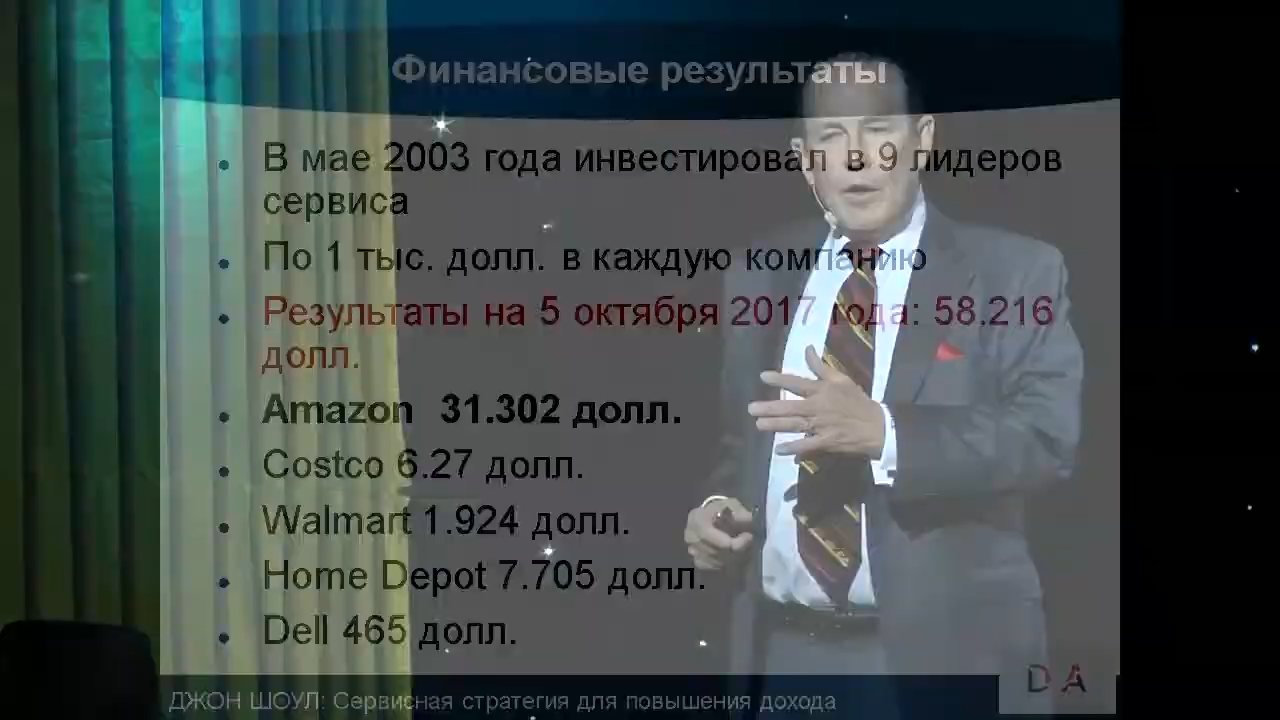 Финансовые результаты
В мае 2003 года инвестировал в 9 лидеров
сервиса
По 1 тыс. долл. в каждую компанию
Результаты на 5 октября 2017 года: 58.216
долл.
Amazon 31.302 долл.
Costco 6.27 долл.
Walmart 1.924 долл.
Home Depot 7.705 долл.
Dell 465 долл.
ДЖОН ШОУЛ: Сервисная стратегия для повышения дохода
DA